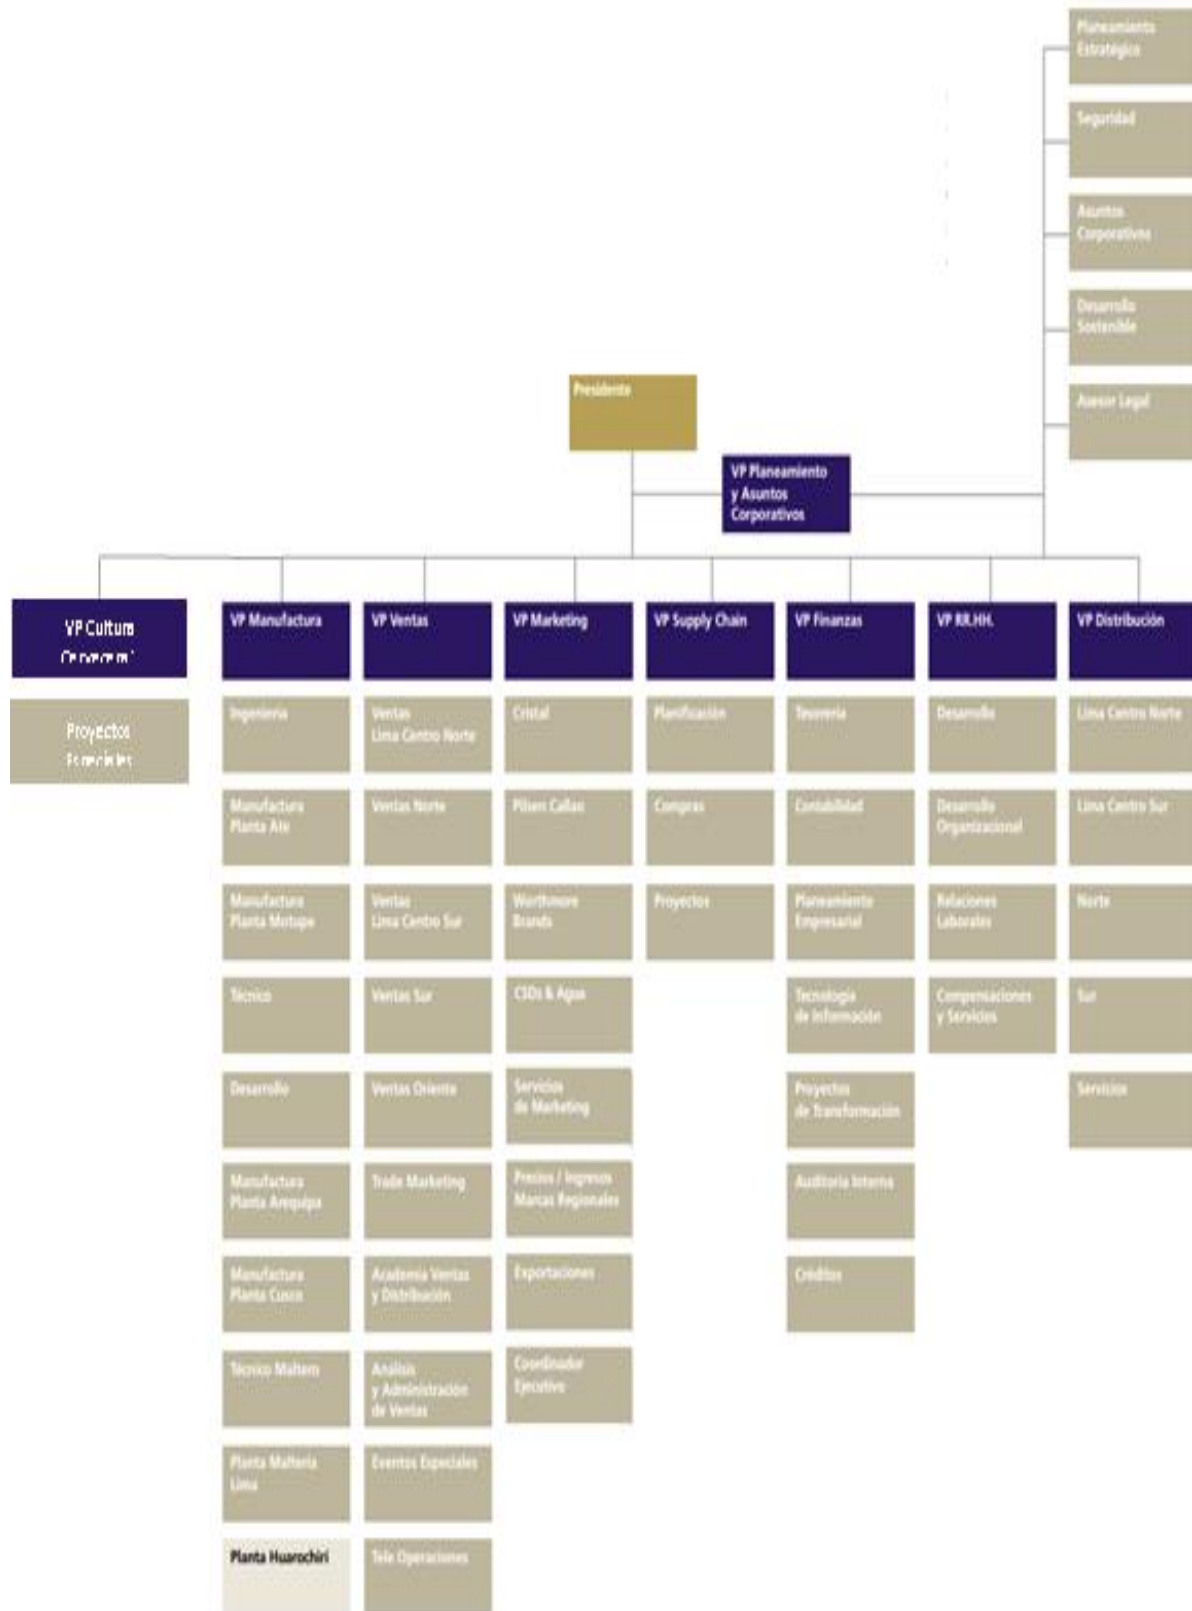 Planeamiento
Estratégico
Seguridad
Asuntos
Corporativos
Desarrollo
Sostenible
Asesor Legal
Presidente
VP Planeamiento
y Asuntos
Corporativos
VP Cultura
VP Manufactura
VP Ventas
VP Marketing
VP Supply Chain
VP Finanzas
VP RR.HH.
VP Distribución
Proyectos
Especiales
Ingeniería
Manufactura
Planta Ate
Manufactura
Planta Motupe
Técnico
Desarrollo
Manufactura
Planta Arequipa
Manufactura
Planta Cusco
Técnico Maltero
Planta Maltería
Lima
Planta Huarochirí
Ventas
Lima Centro Norte
Ventas Norte
Ventas
Lima Centro Sur
Ventas Sur
Ventas Oriente
Trade Marketing
Academia Ventas
y Distribución
Análisis
y Administración
de Ventas
Eventos Especiales
Tele Operaciones
Cristal
Pilsen Callao
Worthmore
Brands
CSDs & Agua
Servicios
de Marketing
Precios / Ingresos
Marcas Regionales
Exportaciones
Coordinador
Ejecutivo
Planificación
Compras
Proyectos
Tesorería
Contabilidad
Planeamiento
Empresarial
Tecnología
de Información
Proyectos
de Transformación
Auditoría Interna
Créditos
Desarrollo
Desarrollo
Organizacional
Relaciones
Laborales
Compensaciones
y Servicios
Lima Centro Norte
Lima Centro Sur
Norte
Sur
Servicios